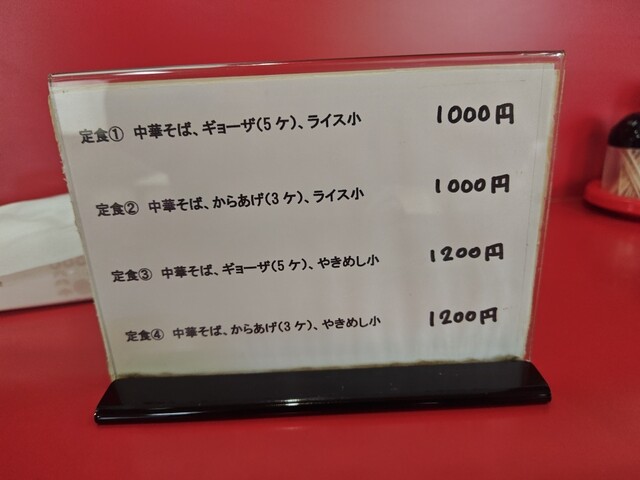 定食① 中華そば、ギョーザ(5ケ)、ライス小 1000円
定食② 中華そば、からあげ(3ケ)、ライス小 1000円
定食③ 中華そば、ギョーザ(5ケ)、やきめし小 1200円
定食④ 中華そば、からあげ(3ケ)、やきめし小 1200円